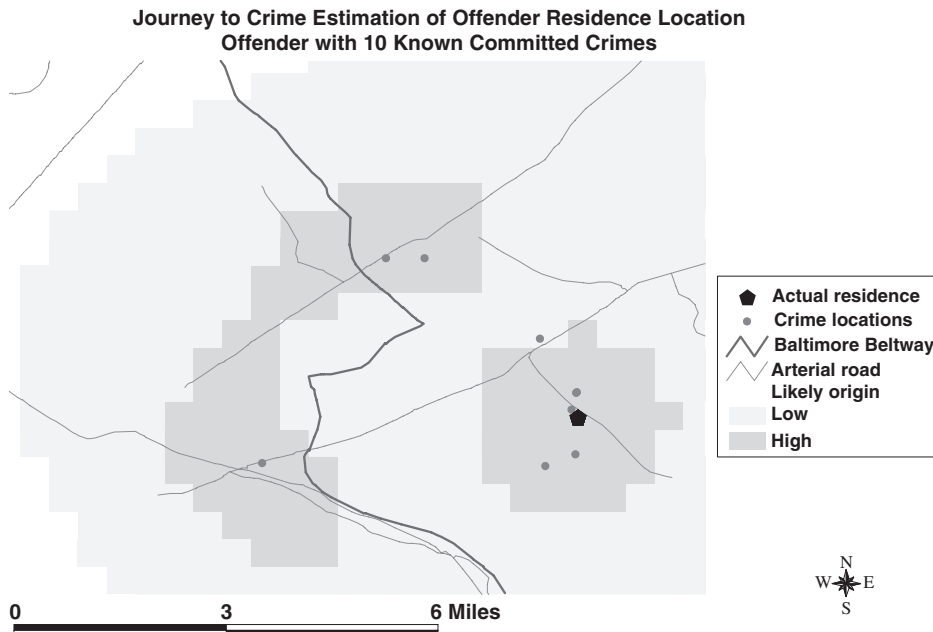 Journey to Crime Estimation of Offender Residence Location
Offender with 10 Known Committed Crimes
Actual residence
Crime locations
Baltimore Beltway
Arterial road
Likely origin
Low
High
N
W E
S
0 3 6 Miles